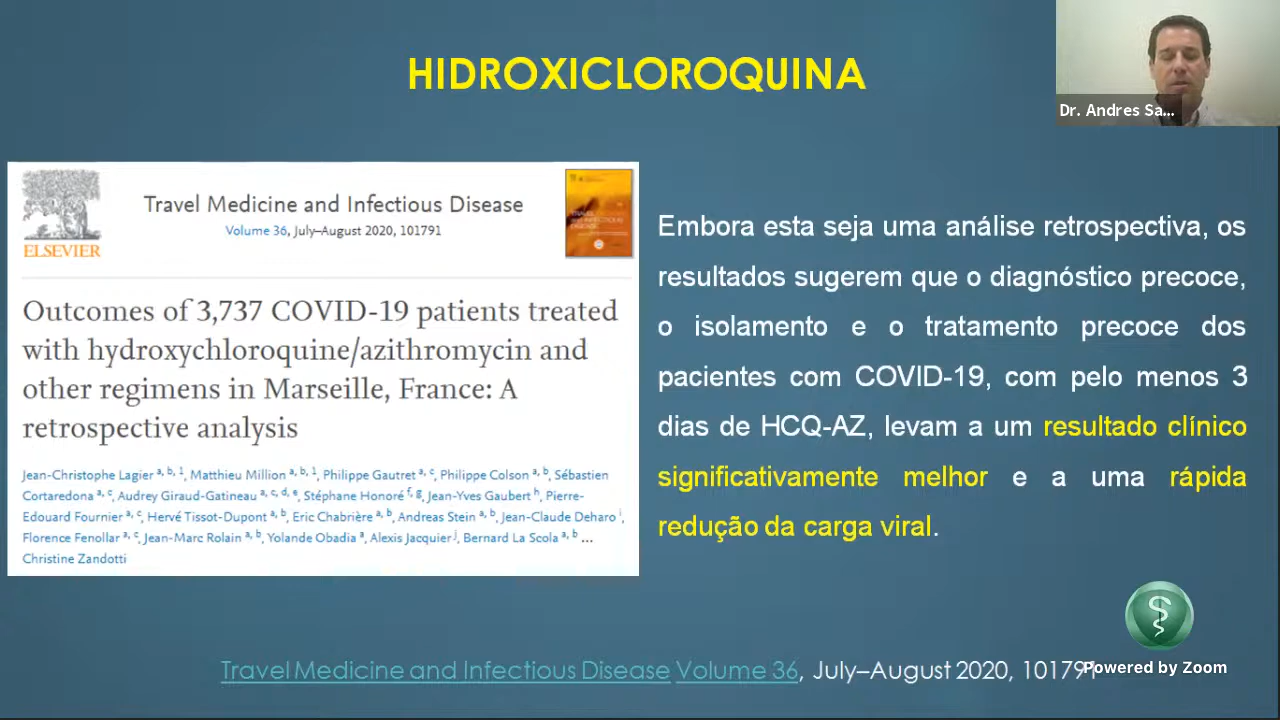 HIDROXICLOROQUINA
Dr. Andres Sa...
ELSEVIER
Travel Medicine and Infectious Disease
Volume 36, July–August 2020, 101791
Outcomes of 3,737 COVID-19 patients treated
with hydroxychloroquine/azithromycin and
other regimens in Marseille, France: A
retrospective analysis
Jean-Christophe Lagier a, b, 1, Matthieu Million a, b, 1, Philippe Gautret a, c, Philippe Colson a, b, Sébastien
Cortaredona a, c, Audrey Giraud-Gatineau a, c, d, e, Stéphane Honoré f, g, Jean-Yves Gaubert h, Pierre-
Edouard Fournier a, c, Hervé Tissot-Dupont a, b, Eric Chabrière a, b, Andreas Stein a, b, Jean-Claude Deharo i,
Florence Fenollar a, c, Jean-Marc Rolain a, b, Yolande Obadia a, Alexis Jacquier j, Bernard La Scola a, b ...
Christine Zandotti
Embora esta seja uma análise retrospectiva, os
resultados sugerem que o diagnóstico precoce,
o isolamento e o tratamento precoce dos
pacientes com COVID-19, com pelo menos 3
dias de HCQ-AZ, levam a um resultado clínico
significativamente melhor e a uma rápida
redução da carga viral.
Travel Medicine and Infectious Disease Volume 36, July–August 2020, 101791
Powered by Zoom